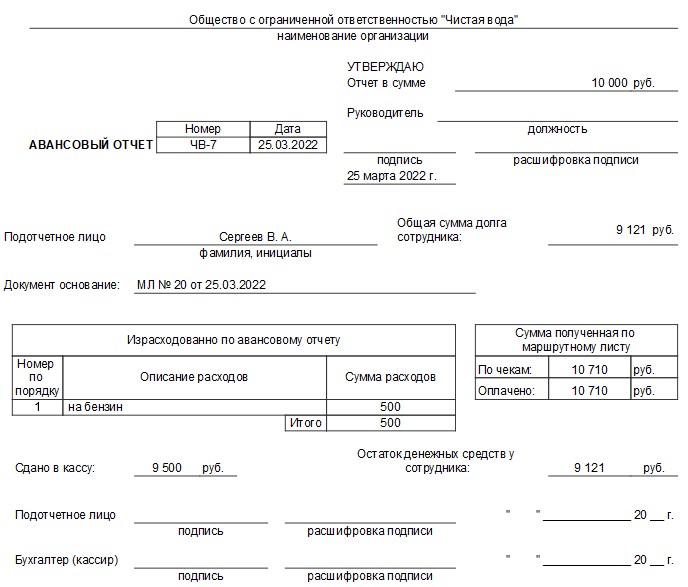 Общество с ограниченной ответственностью "Чистая вода"
наименование организации
УТВЕРЖДАЮ
Отчет в сумме 10 000 руб.
Руководитель
должность
Номер Дата
АВАНСОВЫЙ ОТЧЕТ ЧВ-7 25.03.2022
подпись расшифровка подписи
25 марта 2022 г.
Общая сумма долга
Подотчетное лицо Сергеев В. А. сотрудника: 9 121 руб.
фамилия, инициалы
Документ основание: МЛ № 20 от 25.03.2022
Израсходованно по авансовому отчету
Сумма полученная по
маршрутному листу
Номер
по
порядку
Описание расходов Сумма расходов
По чекам: 10 710 руб.
Оплачено: 10 710 руб.
1 на бензин 500
Итого 500
Остаток денежных средств у
Сдано в кассу: 9 500 руб. сотрудника: 9 121 руб.
Подотчетное лицо " " ____________ 20 __ г.
подпись расшифровка подписи
Бухгалтер (кассир) " " ____________ 20 __ г.
подпись расшифровка подписи